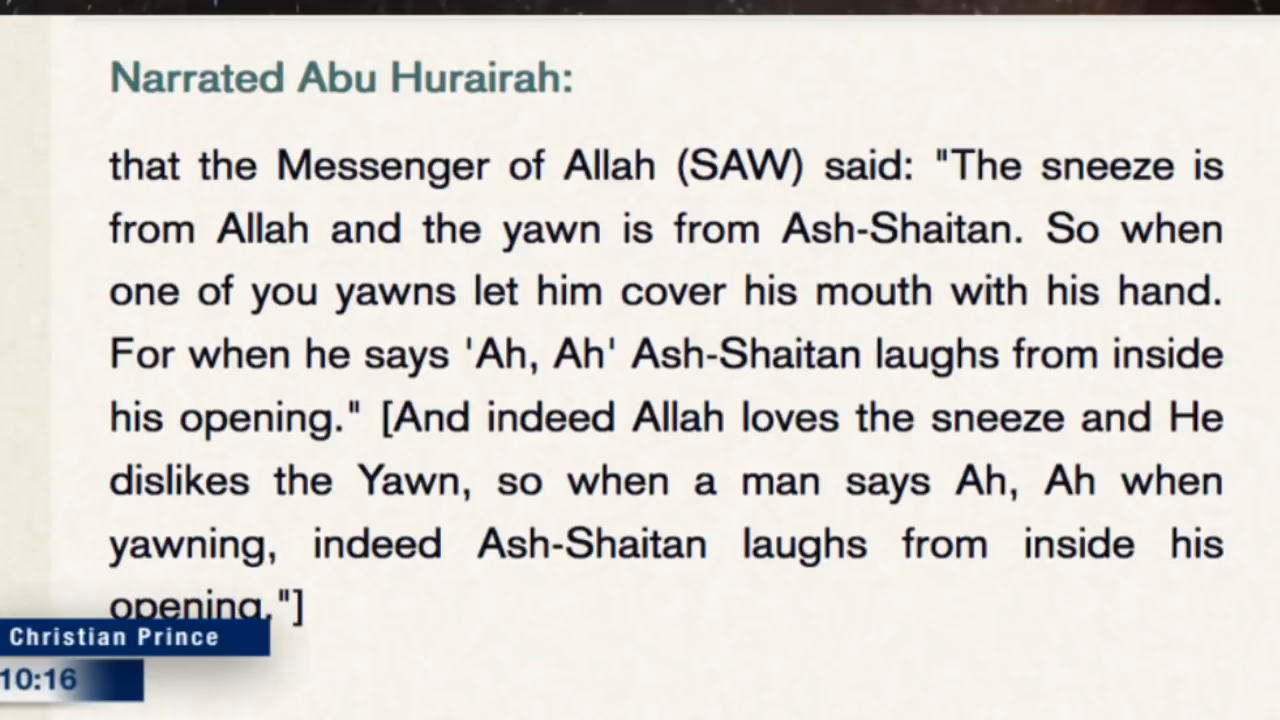 Narrated Abu Hurairah:
that the Messenger of Allah (SAW) said: "The sneeze is
from Allah and the yawn is from Ash-Shaitan. So when
one of you yawns let him cover his mouth with his hand.
For when he says 'Ah, Ah' Ash-Shaitan laughs from inside
his opening." [And indeed Allah loves the sneeze and He
dislikes the Yawn, so when a man says Ah, Ah when
yawning, indeed Ash-Shaitan laughs from inside his
opening."]
Christian Prince
10:16